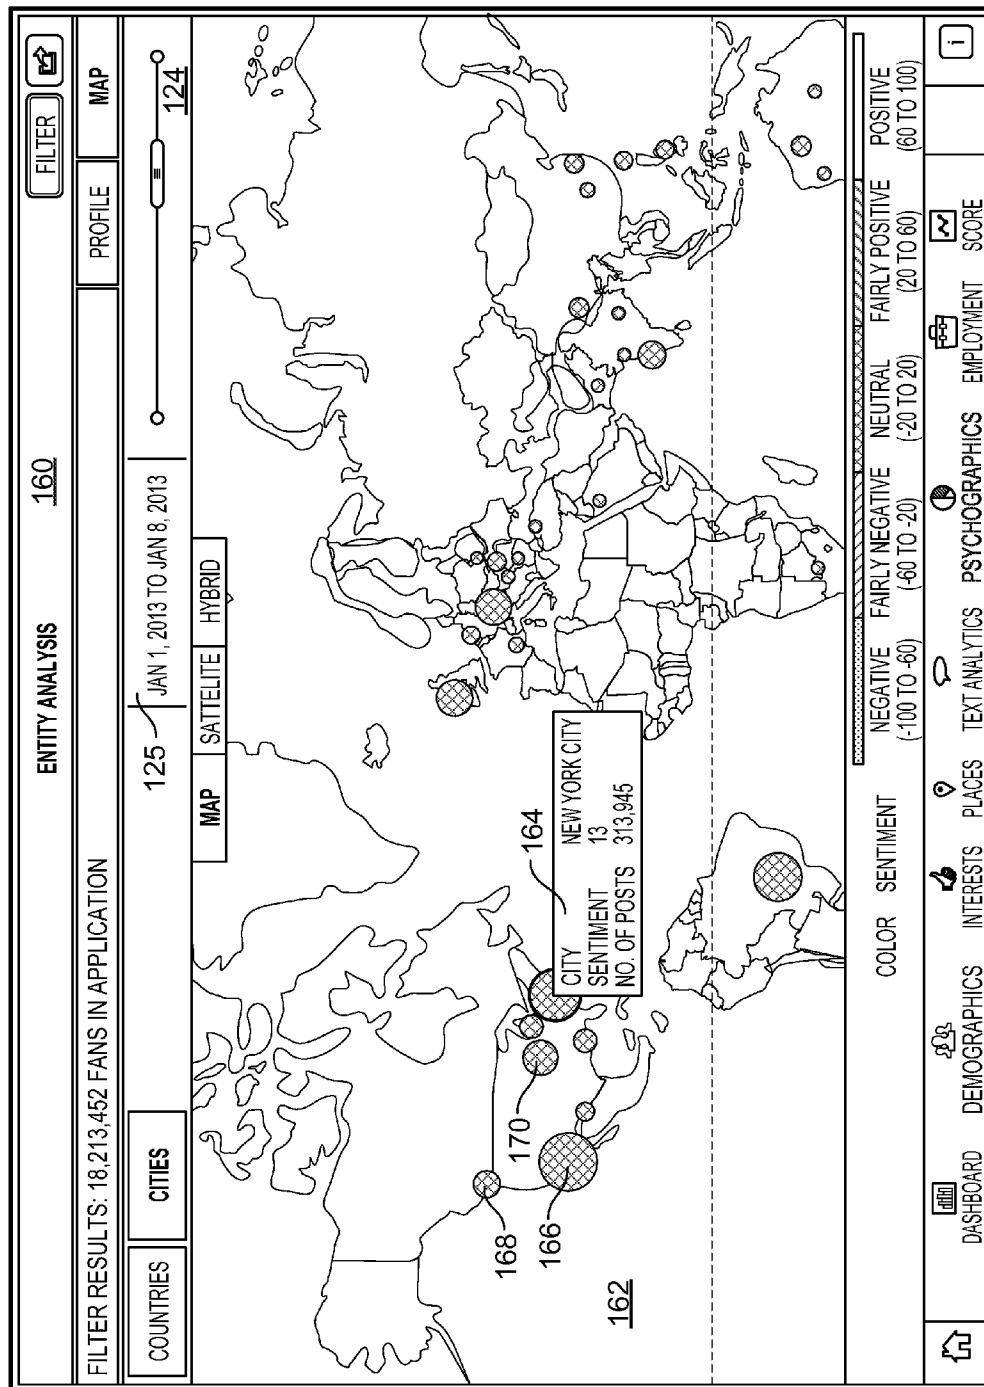 ENTITY ANALYSIS
160
FILTER
FILTER RESULTS: 18,213,452 FANS IN APPLICATION
PROFILE
MAP
COUNTRIES
CITIES
125
JAN 1, 2013 TO JAN 8, 2013
124
MAP
SATTELITE
HYBRID
168
170
166
164
CITY NEW YORK CITY
SENTIMENT 13
NO. OF POSTS 313,945
162
COLOR SENTIMENT
NEGATIVE
(-100 TO -60)
FAIRLY NEGATIVE
(-60 TO -20)
NEUTRAL
(-20 TO 20)
FAIRLY POSITIVE
(20 TO 60)
POSITIVE
(60 TO 100)
DASHBOARD
DEMOGRAPHICS
INTERESTS
PLACES
TEXT ANALYTICS
PSYCHOGRAPHICS
EMPLOYMENT
SCORE
i